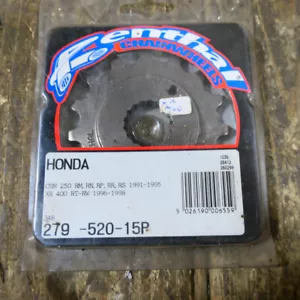 Renthal
CHAINWHEELS
HONDA
CRM 250 RM,RN,RP,RR,RS 1991-1995
XR 400 RT-RW 1996-1998
279 -520-15P
5 026190 006559